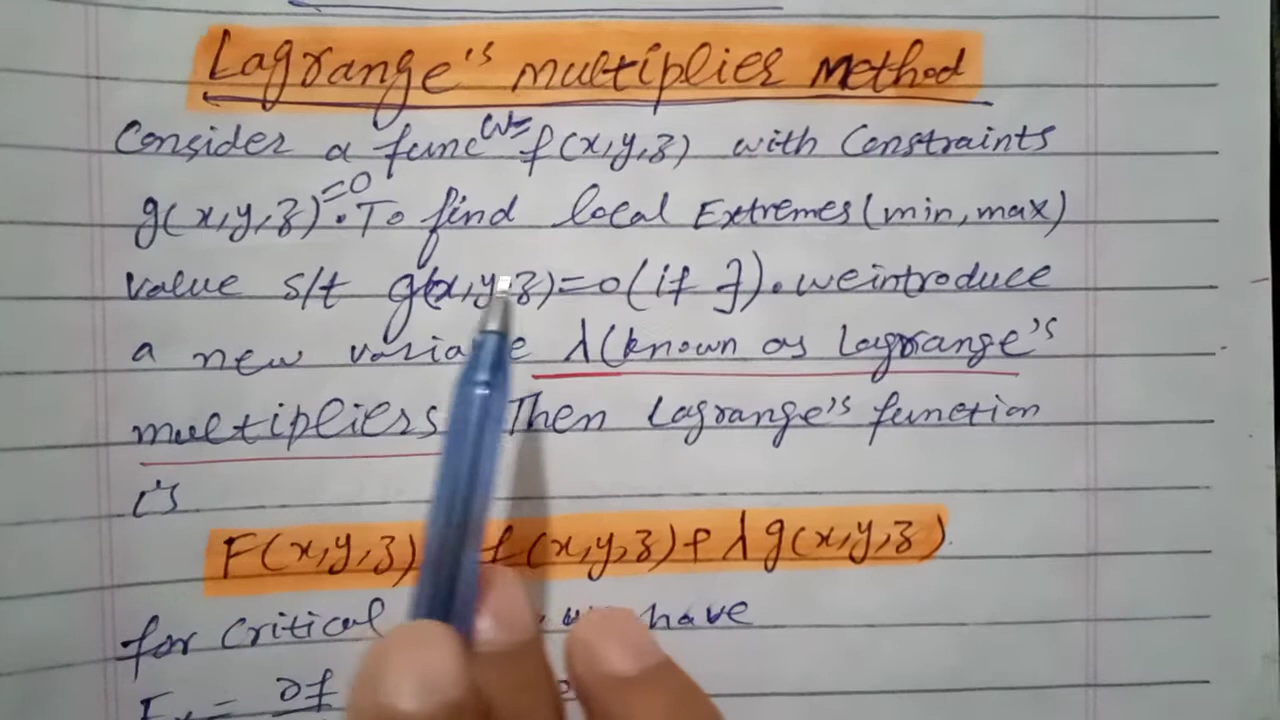 Lagrange's multiplier Method
Consider a func w= f(x,y,z) with Constraints
g(x,y,z)=0. To find local Extremes (min, max)
value s/t g(x,y,z)=0 (if ∃). we introduce
a new λ (known as Lagrange's
multipliers Then Lagrange's function
is
F(x,y,z) f(x,y,z)+λg(x,y,z)
for critical have
∂f